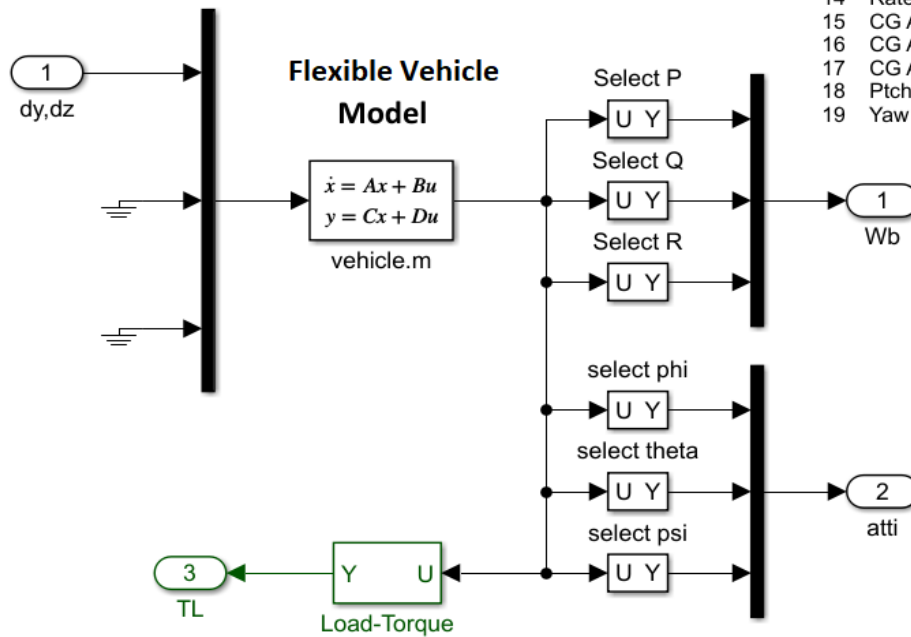 15 CG A
16 CG A
17 CG A
18 Ptch
19 Yaw
1
dy,dz
Flexible Vehicle
Model
ẋ = Ax + Bu
y = Cx + Du
vehicle.m
Select P
U Y
Select Q
U Y
Select R
U Y
1
Wb
select phi
U Y
select theta
U Y
select psi
U Y
2
atti
3
TL
Y U
Load-Torque